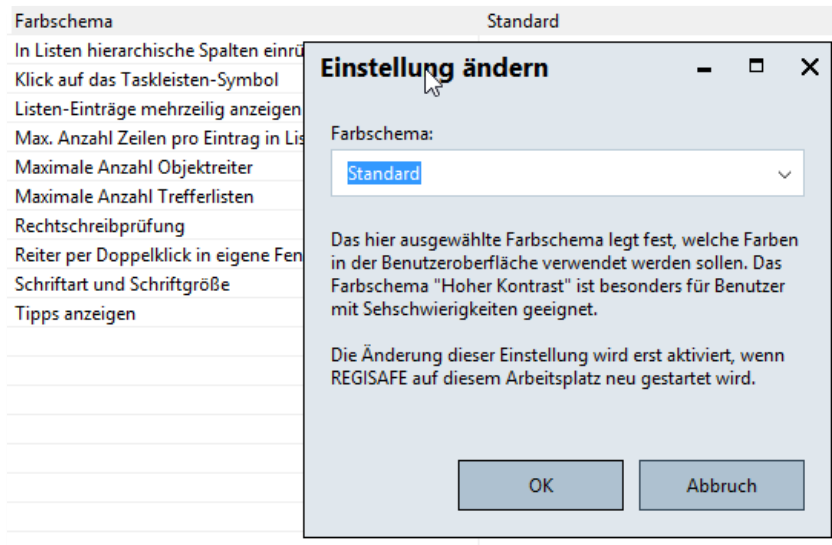 Farbschema Standard
In Listen hierarchische Spalten einrü
Klick auf das Taskleisten-Symbol
Listen-Einträge mehrzeilig anzeigen
Max. Anzahl Zeilen pro Eintrag in Lis
Maximale Anzahl Objektreiter
Maximale Anzahl Trefferlisten
Rechtschreibprüfung
Reiter per Doppelklick in eigene Fen
Schriftart und Schriftgröße
Tipps anzeigen
Einstellung ändern
Farbschema:
Standard
Das hier ausgewählte Farbschema legt fest, welche Farben
in der Benutzeroberfläche verwendet werden sollen. Das
Farbschema "Hoher Kontrast" ist besonders für Benutzer
mit Sehschwierigkeiten geeignet.
Die Änderung dieser Einstellung wird erst aktiviert, wenn
REGISAFE auf diesem Arbeitsplatz neu gestartet wird.
OK Abbruch